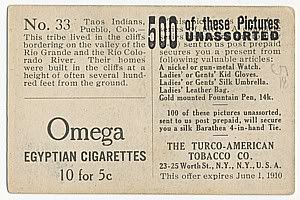 No. 33
Taos Indians,
Pueblo, Colo.
This tribe lived in the cliffs
bordering on the valley of the
Rio Grande and the Rio Colo-
rado River. Their homes
were built in the cliffs at a
height of often several hund-
red feet from the ground.
Omega
EGYPTIAN CIGARETTES
10 for 5c
500 of these Pictures
UNASSORTED
sent to us post prepaid
secures you a present from
following valuable articles:
A nickel or gun-metal Watch.
Ladies' or Gents' Kid Gloves.
Ladies' or Gents' Silk Umbrella.
Ladies' Leather Bag.
Gold mounted Fountain Pen, 14k.
100 of these pictures unassorted,
sent to us post prepaid, will se-
cure you a silk Barathea 4-in-hand Tie.
THE TURCO-AMERICAN
TOBACCO CO.
23-25 Worth St., N.Y., N.Y., U.S.A.
This offer expires June 1, 1910